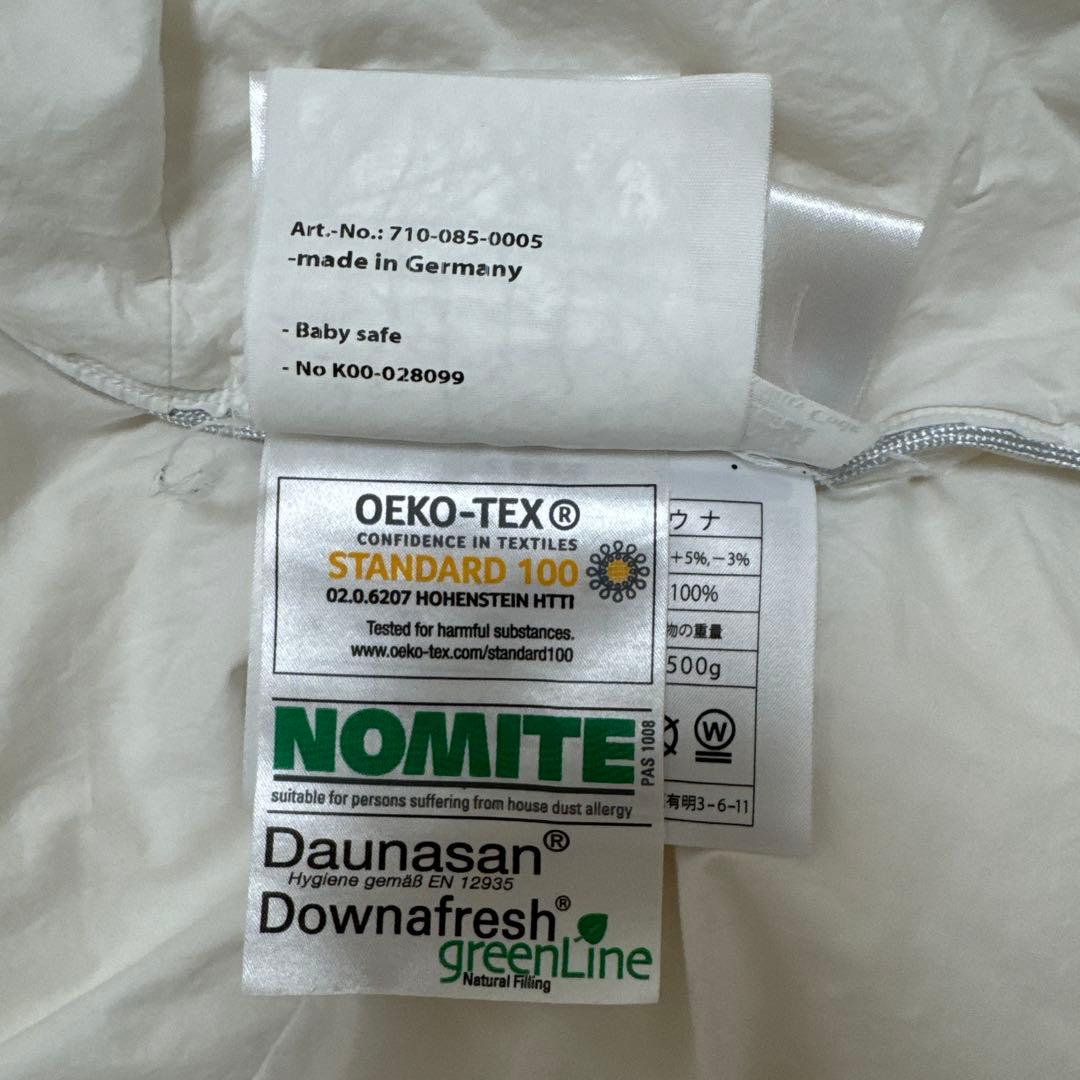 Art.-No.: 710-085-0005
-made in Germany
- Baby safe
- No K00-028099
OEKO-TEX®
CONFIDENCE IN TEXTILES
STANDARD 100
02.0.6207 HOHENSTEIN HTTI
Tested for harmful substances.
www.oeko-tex.com/standard100
NOMITE
PAS 1008
suitable for persons suffering from house dust allergy
Daunasan®
Hygiene gemäß EN 12935
Downafresh®
greenLine
Natural Filling
ウナ
+5%,−3%
100%
物の重量
500g
W
有明3-6-11